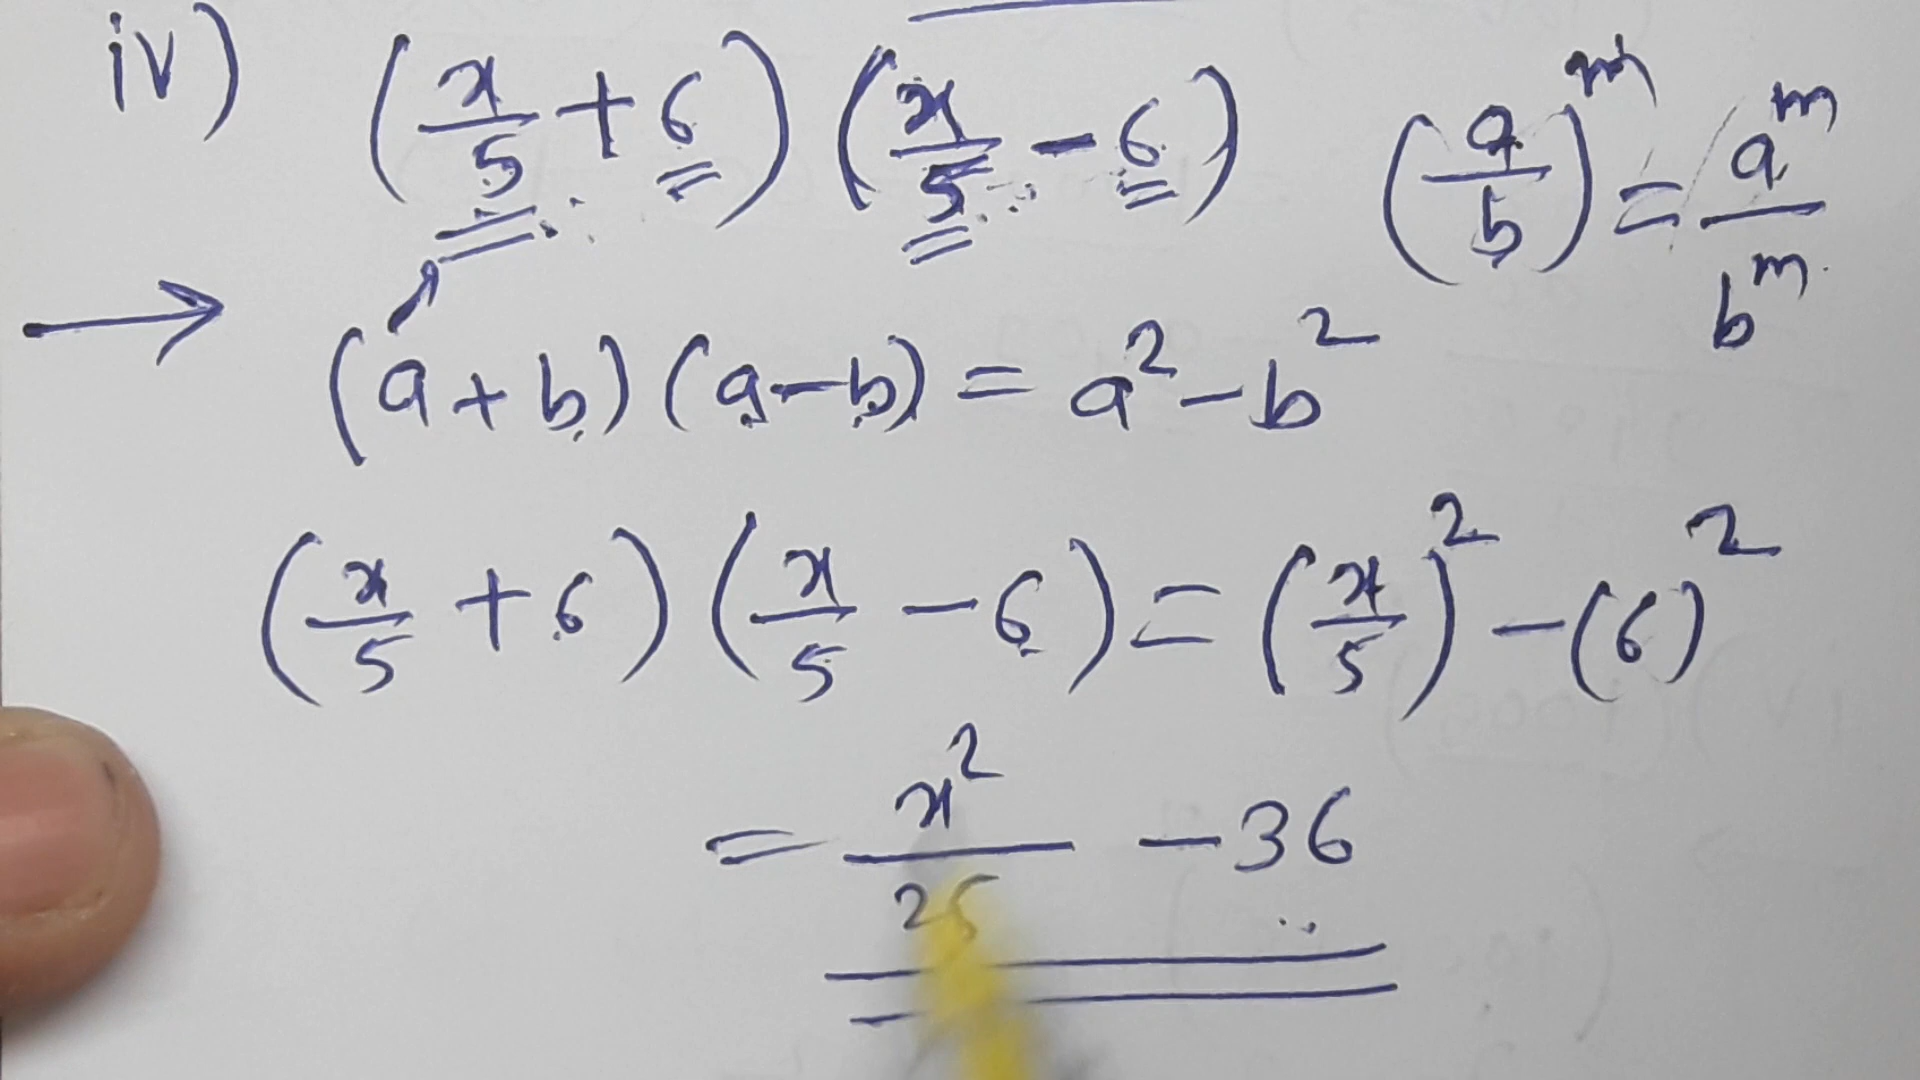 iv) (x/5 + 6) (x/5 - 6) (a/b)^m = a^m/b^m
→ (a + b) (a - b) = a² - b²
(x/5 + 6) (x/5 - 6) = (x/5)² - (6)²
= x²/25 - 36